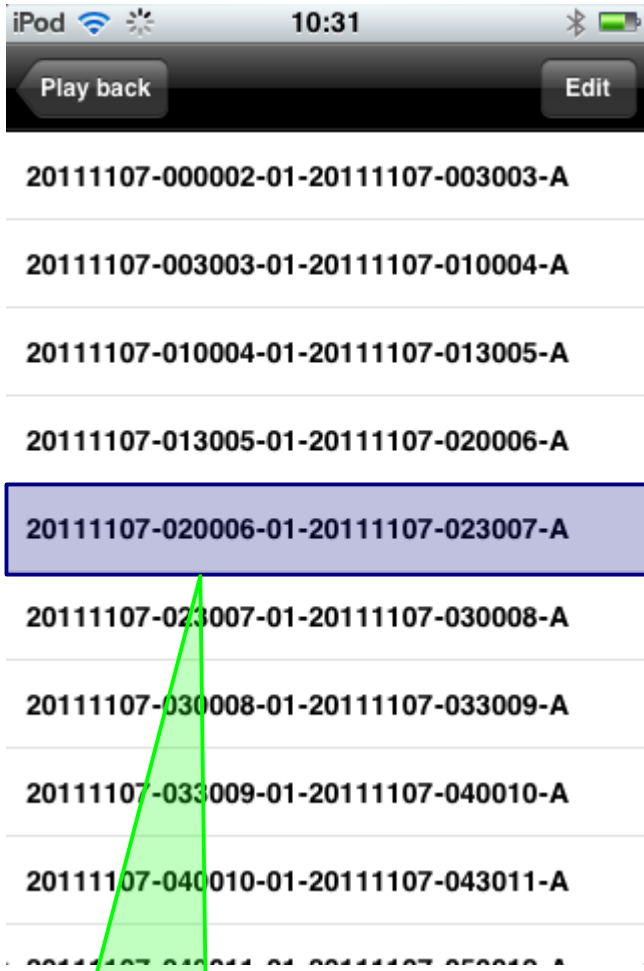 iPod 10:31
Play back Edit
20111107-000002-01-20111107-003003-A
20111107-003003-01-20111107-010004-A
20111107-010004-01-20111107-013005-A
20111107-013005-01-20111107-020006-A
20111107-020006-01-20111107-023007-A
20111107-023007-01-20111107-030008-A
20111107-030008-01-20111107-033009-A
20111107-033009-01-20111107-040010-A
20111107-040010-01-20111107-043011-A